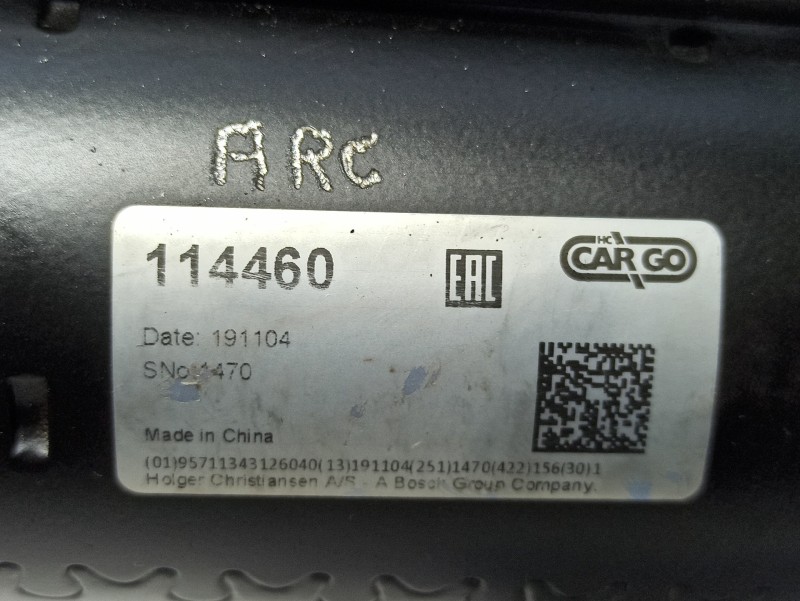 ARC
114460
EAC
HC
CARGO
Date: 191104
SNo: 1470
Made in China
(01)95711343126040(13)191104(251)1470(422)156(30)1
Holger Christiansen A/S - A Bosch Group Company.